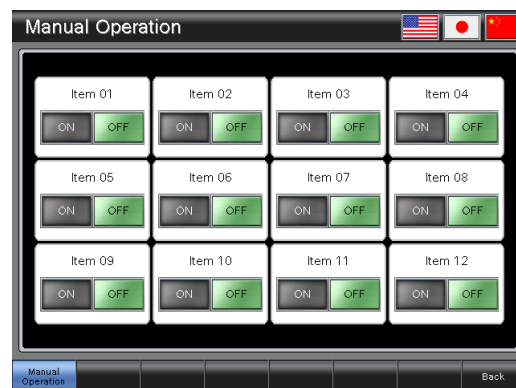 Manual Operation
Item 01
Item 02
Item 03
Item 04
ON OFF
ON OFF
ON OFF
ON OFF
Item 05
Item 06
Item 07
Item 08
ON OFF
ON OFF
ON OFF
ON OFF
Item 09
Item 10
Item 11
Item 12
ON OFF
ON OFF
ON OFF
ON OFF
Manual
Operation
Back